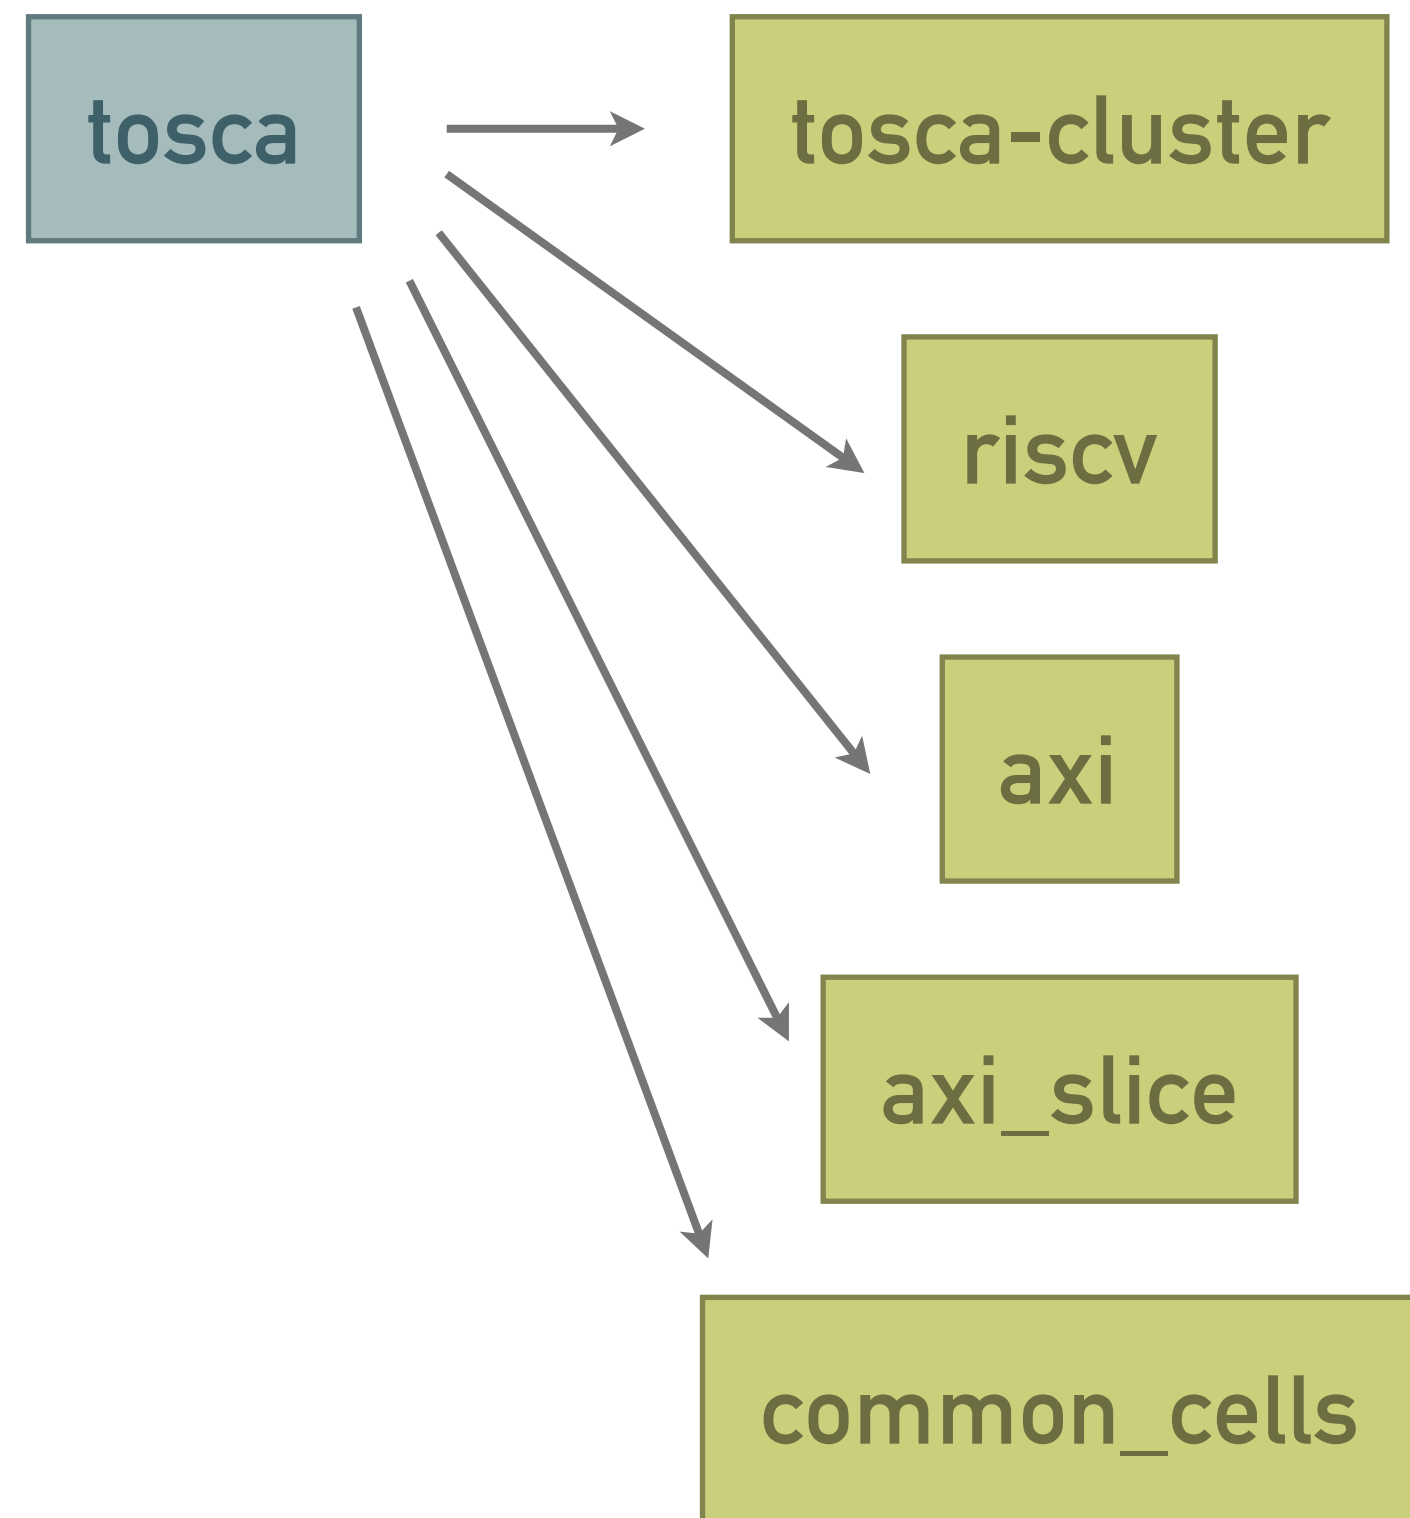 tosca
tosca-cluster
riscv
axi
axi_slice
common_cells